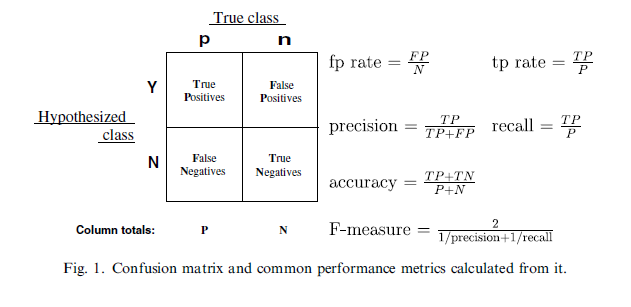 True class
p n
fp rate = FP/N tp rate = TP/P
Y True Positives False Positives
Hypothesized class
precision = TP/TP+FP recall = TP/P
N False Negatives True Negatives
accuracy = TP+TN/P+N
Column totals: P N
F-measure = 2/1/precision+1/recall
Fig. 1. Confusion matrix and common performance metrics calculated from it.